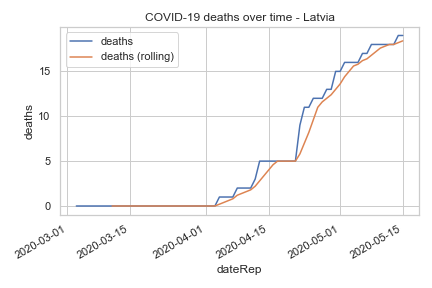 COVID-19 deaths over time - Latvia
deaths
deaths (rolling)
deaths
15
10
5
0
2020-03-01
2020-03-15
2020-04-01
2020-04-15
2020-05-01
2020-05-15
dateRep